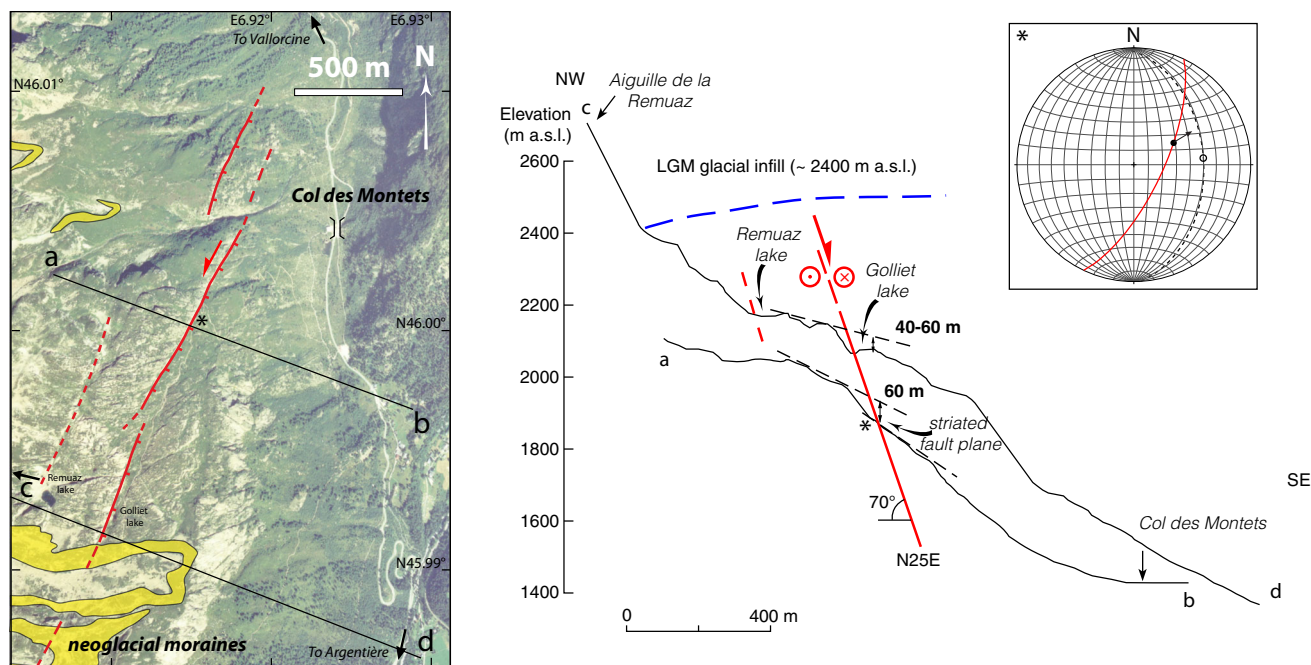 E6.92°
E6.93°
To Vallorcine
500 m
N
N46.01°
Col des Montets
a
*
N46.00°
b
c
Remuaz
lake
Golliet
lake
N45.99°
neoglacial moraines
To Argentière
d
NW
c
Aiguille de la
Remuaz
Elevation
(m a.s.l.)
2600
2400
2200
2000
1800
1600
1400
LGM glacial infill (~ 2400 m a.s.l.)
Remuaz
lake
Golliet
lake
40-60 m
a
60 m
*
striated
fault plane
70°
N25E
SE
Col des Montets
b
d
0
400 m
*
N